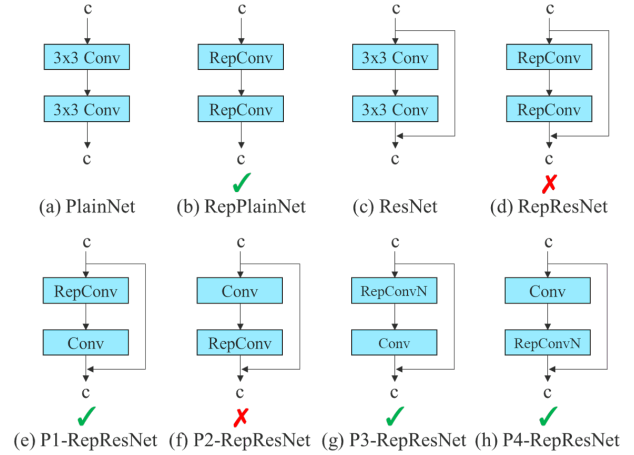 c c c c
3x3 Conv RepConv 3x3 Conv RepConv
3x3 Conv RepConv 3x3 Conv RepConv
c c c c
✓ ✗
(a) PlainNet (b) RepPlainNet (c) ResNet (d) RepResNet
c c c c
RepConv Conv RepConvN Conv
Conv RepConv Conv RepConvN
c c c c
✓ ✗ ✓ ✓
(e) P1-RepResNet (f) P2-RepResNet (g) P3-RepResNet (h) P4-RepResNet